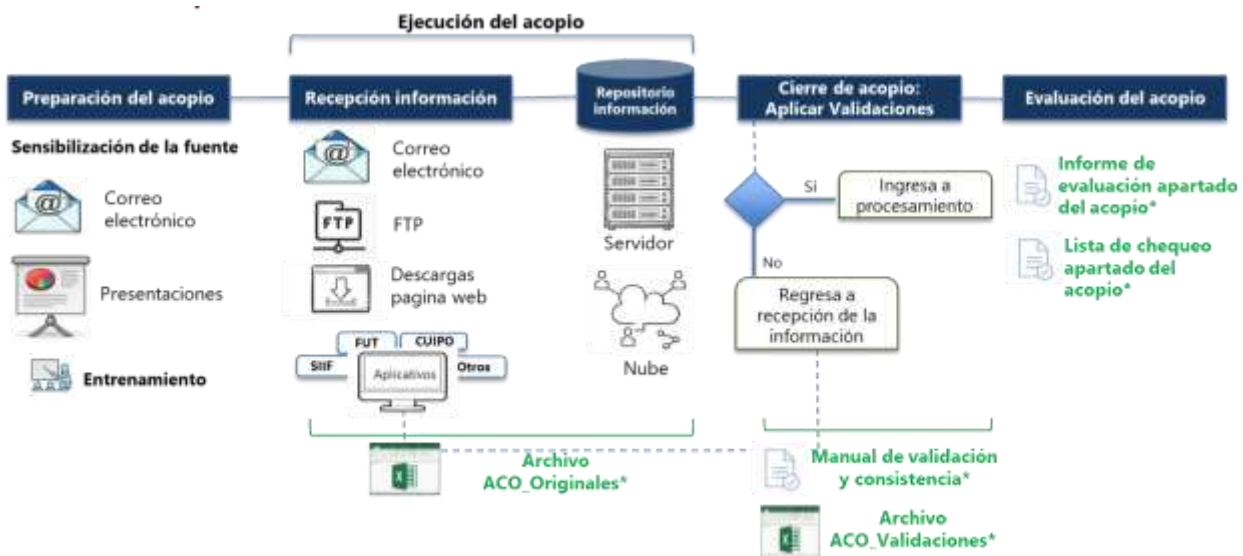 Ejecución del acopio
Preparación del acopio
Recepción información
Repositorio
información
Cierre de acopio:
Aplicar Validaciones
Evaluación del acopio
Sensibilización de la fuente
@
Correo
electrónico
Presentaciones
Entrenamiento
@
Correo
electrónico
FTP
FTP
Descargas
pagina web
FUT
CUIPO
SIIF
Aplicativos
Otros
Servidor
Nube
Si
Ingresa a
procesamiento
No
Regresa a
recepción de la
información
Informe de
evaluación apartado
del acopio*
Lista de chequeo
apartado del
acopio*
Archivo
ACO_Originales*
Manual de validación
y consistencia*
Archivo
ACO_Validaciones*